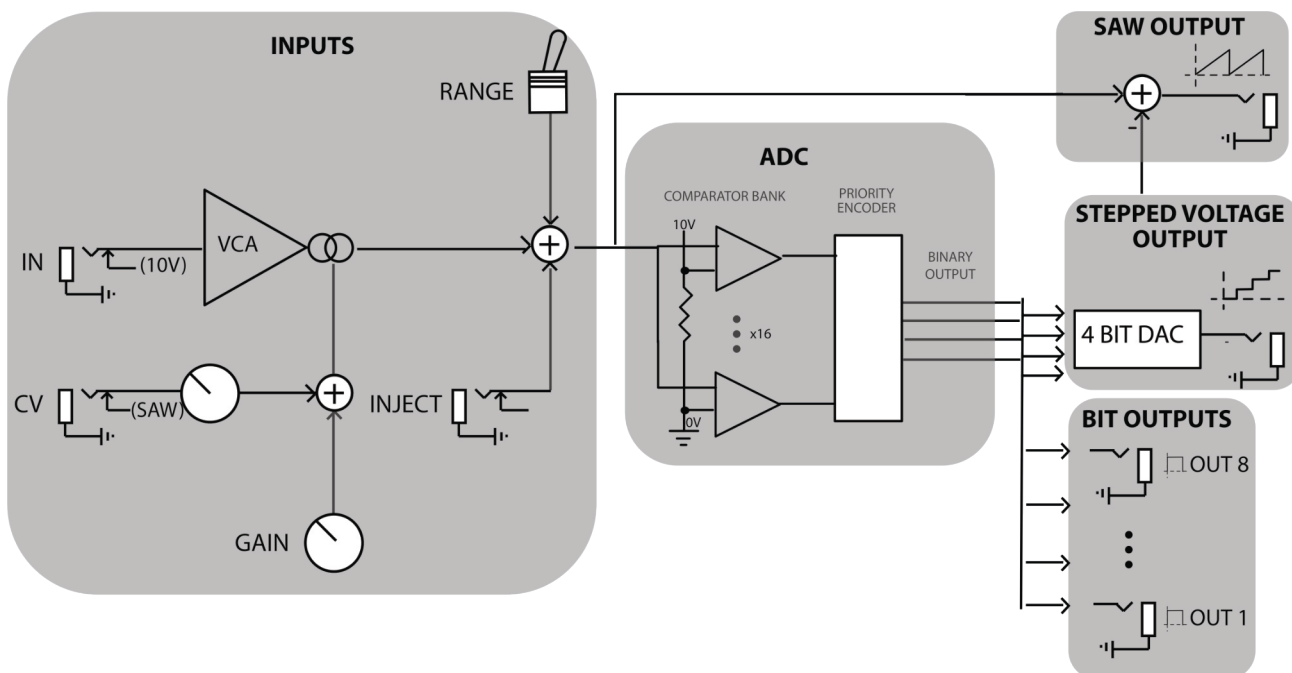 INPUTS
RANGE
VCA
IN
(10V)
CV
(SAW)
INJECT
GAIN
ADC
COMPARATOR BANK
PRIORITY
ENCODER
10V
x16
0V
BINARY
OUTPUT
SAW OUTPUT
-
STEPPED VOLTAGE
OUTPUT
4 BIT DAC
BIT OUTPUTS
OUT 8
OUT 1